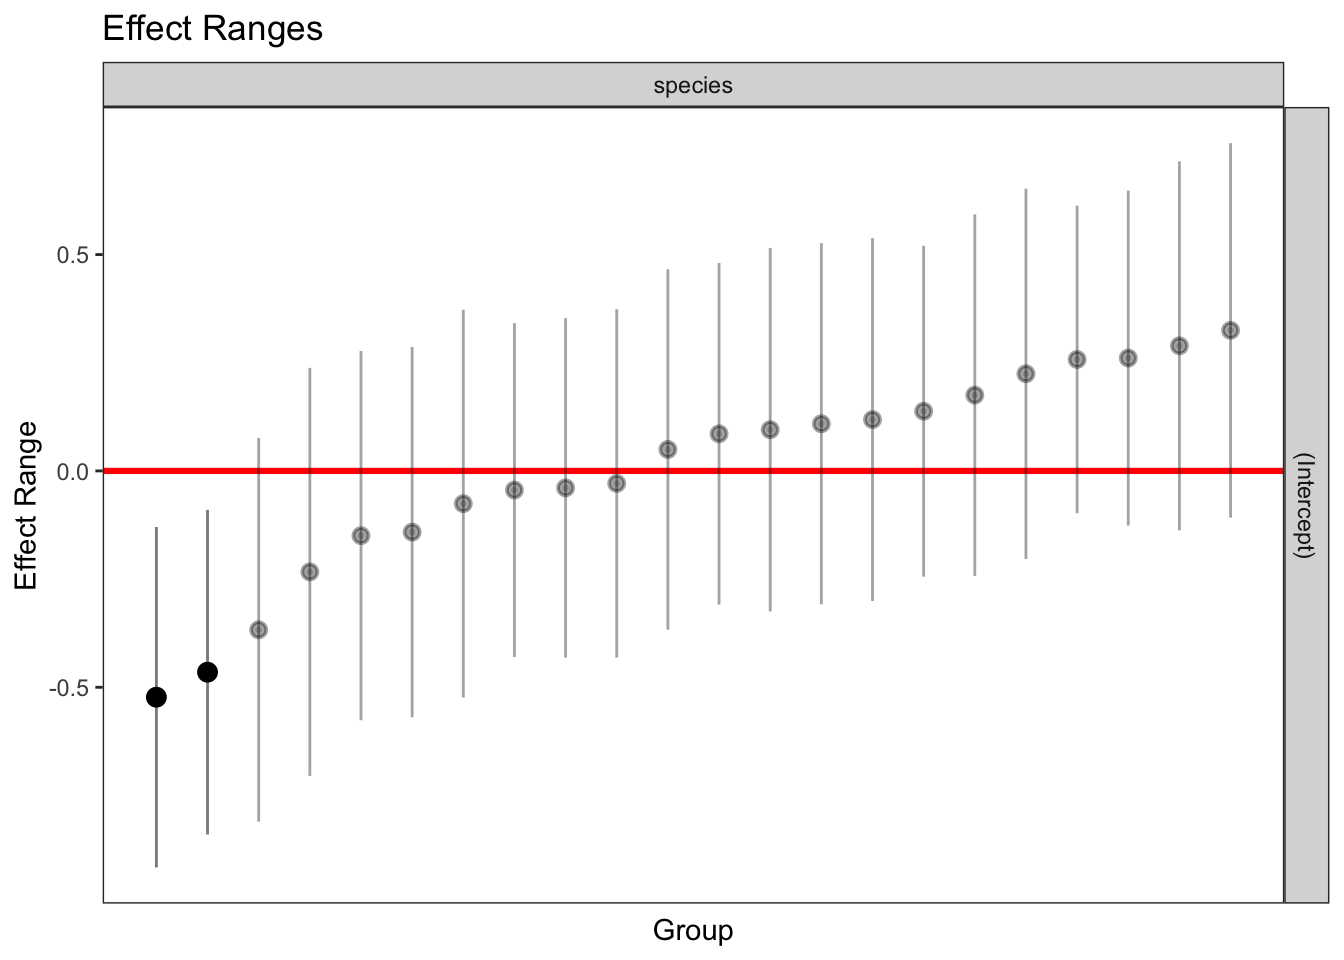 Effect Ranges
species
0.5
0.0
-0.5
Effect Range
(Intercept)
Group